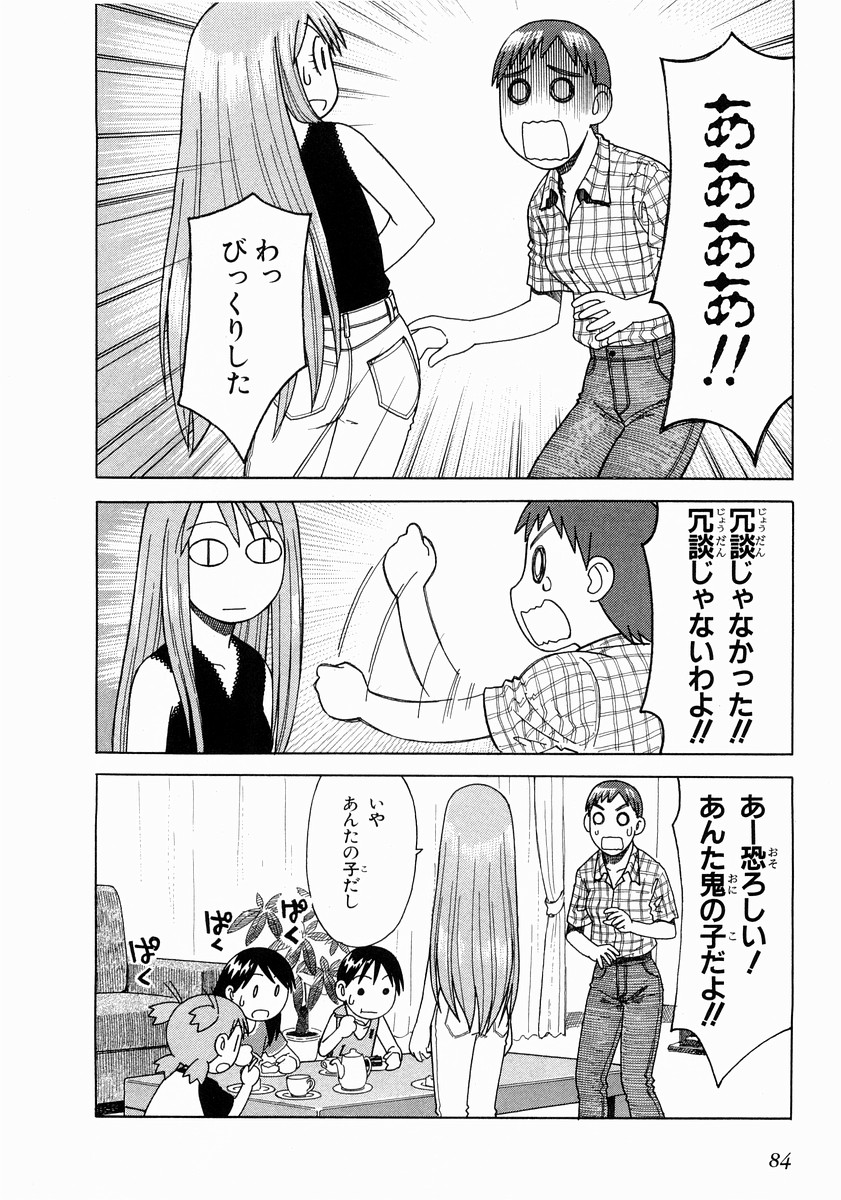 ああああ!!
わっ
びっくりした
冗談じゃなかった!!
冗談じゃないわよ!!
あー恐ろしい!
あんた鬼の子だよ!!
いや
あんたの子だし
ぱく
ぱく
ぱく
84